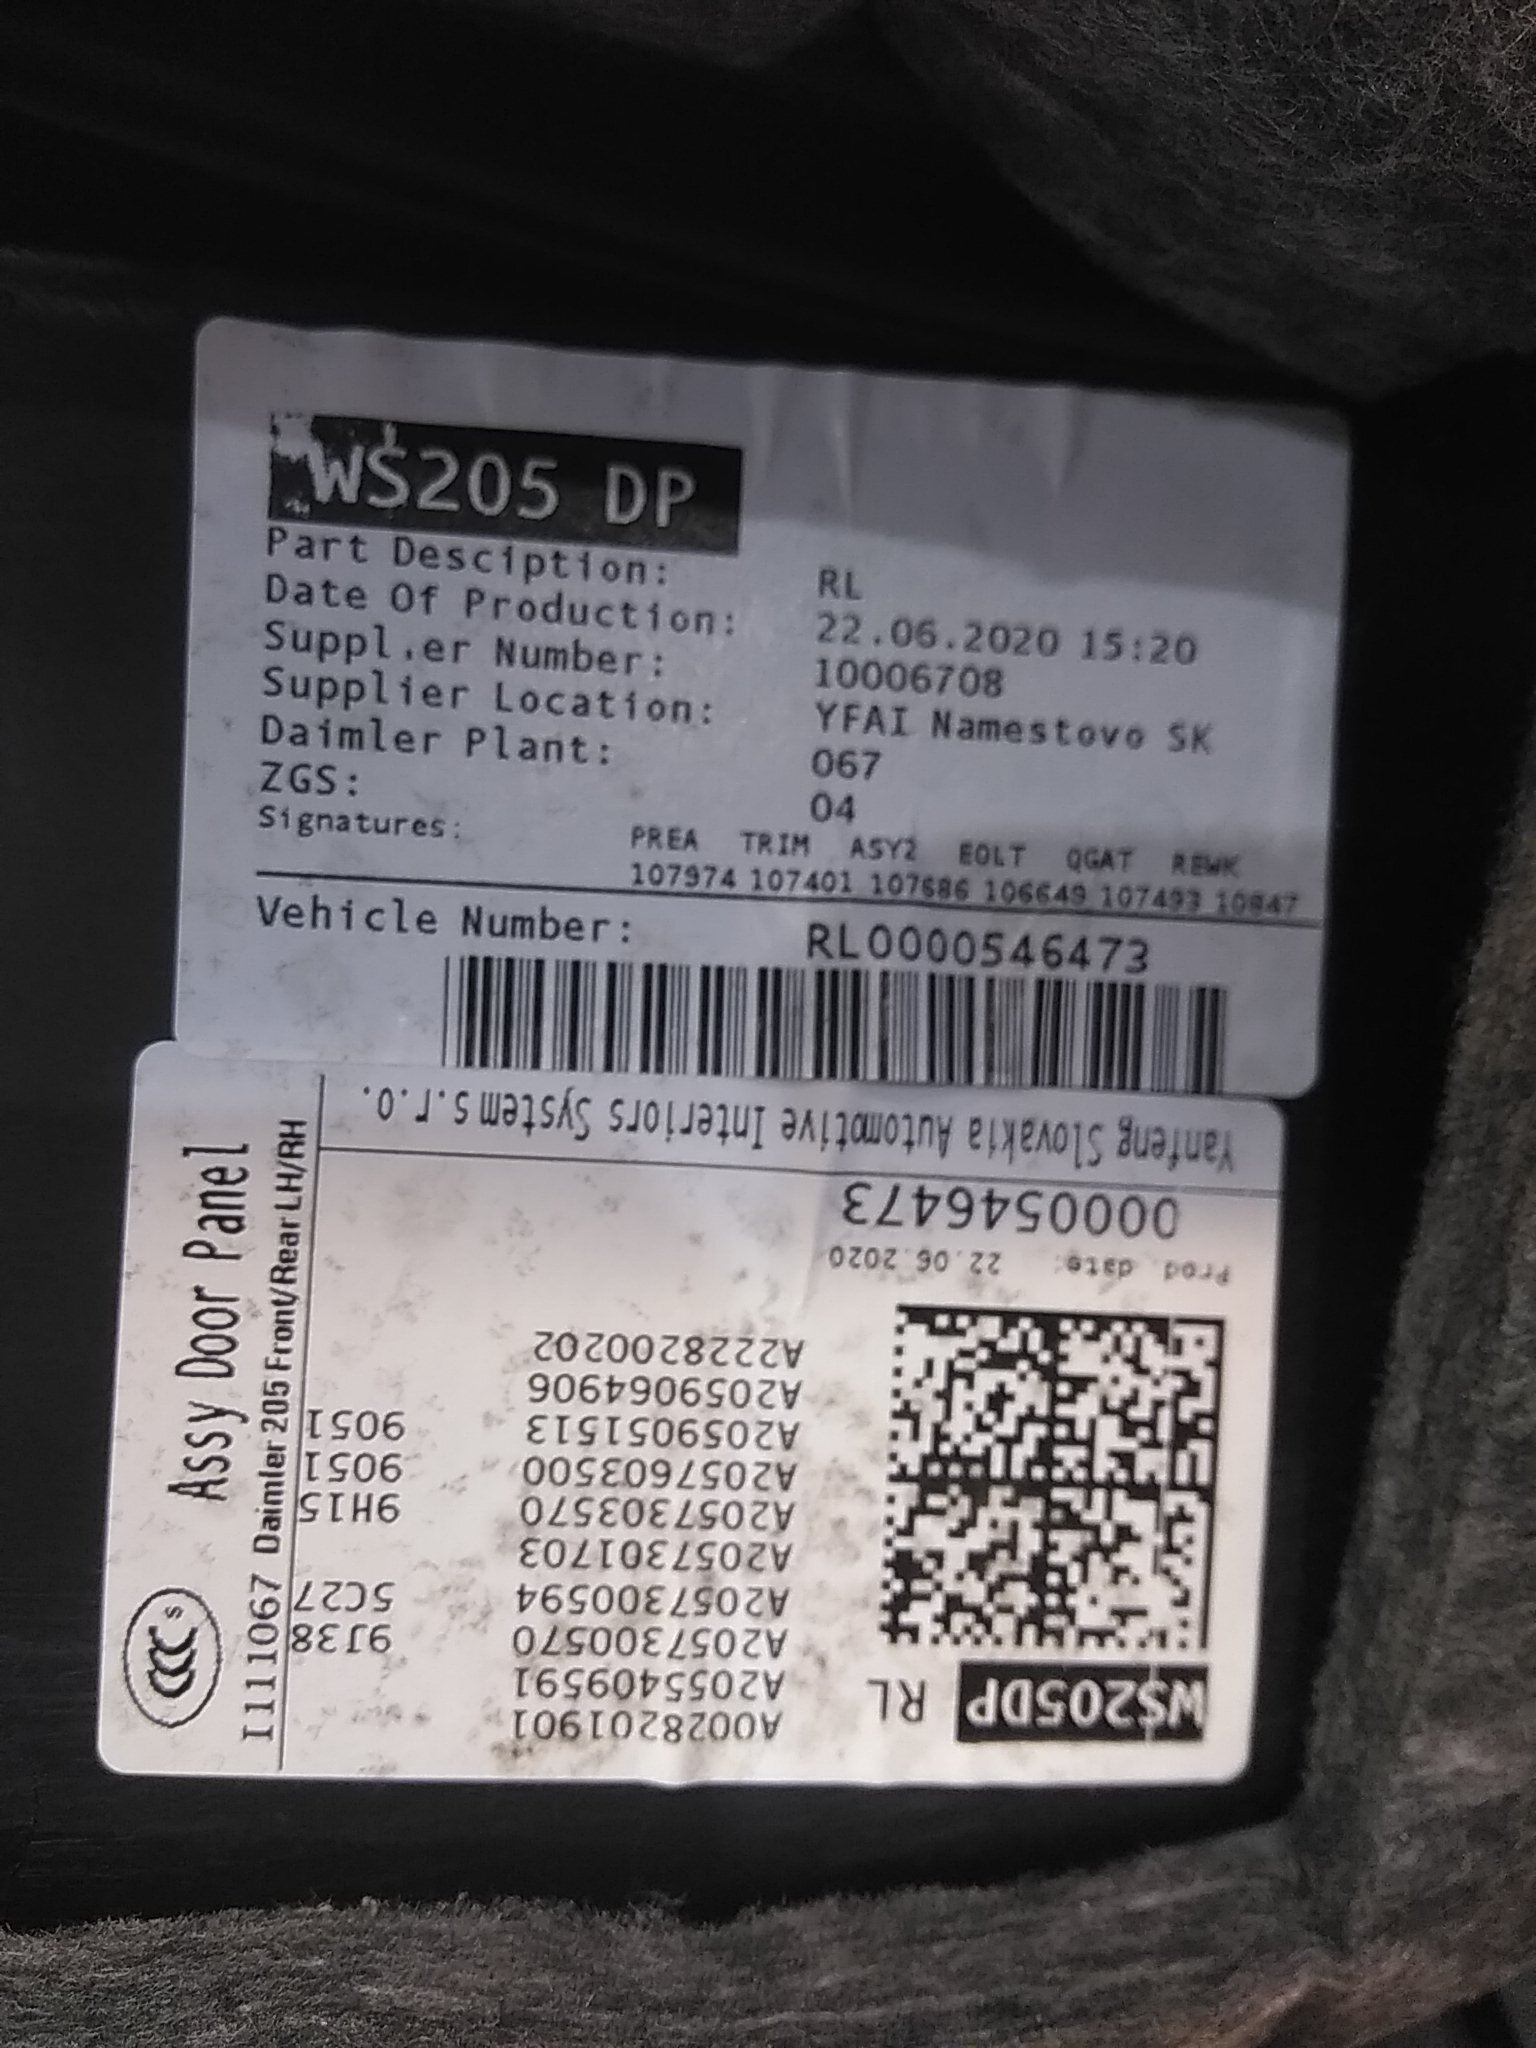 W$205 DP
Part Desciption: RL
Date Of Production: 22.06.2020 15:20
Suppl.er Number: 10006708
Supplier Location: YFAI Namestovo SK
Daimler Plant: 067
ZGS: 04
Signatures: PREA TRIM ASY2 EOLT QGAT REWK
107974 107401 107686 106649 107493 10847
Vehicle Number: RL0000546473
Yanfeng Slovakia Automotive Interiors Systems s.r.o.
0000546473
Prod. date: 22.06.2020
W$205DP RL
A0028201901
A2055409591
A2057300570 9J38
A2057300594 5C27
A2057301703
A2057303570 9H15
A2057603500 9051
A2059051513 9051
A2059064906
A2228200202
CCC S
Assy Door Panel
I111067 Daimler 205 Front/Rear LH/RH